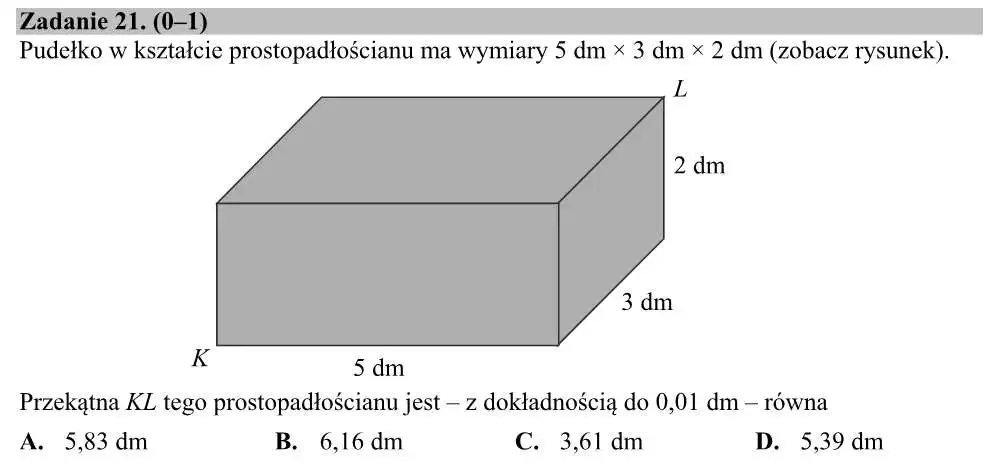 Zadanie 21. (0–1)
Pudełko w kształcie prostopadłościanu ma wymiary 5 dm × 3 dm × 2 dm (zobacz rysunek).
L
2 dm
3 dm
K
5 dm
Przekątna KL tego prostopadłościanu jest – z dokładnością do 0,01 dm – równa
A. 5,83 dm B. 6,16 dm C. 3,61 dm D. 5,39 dm